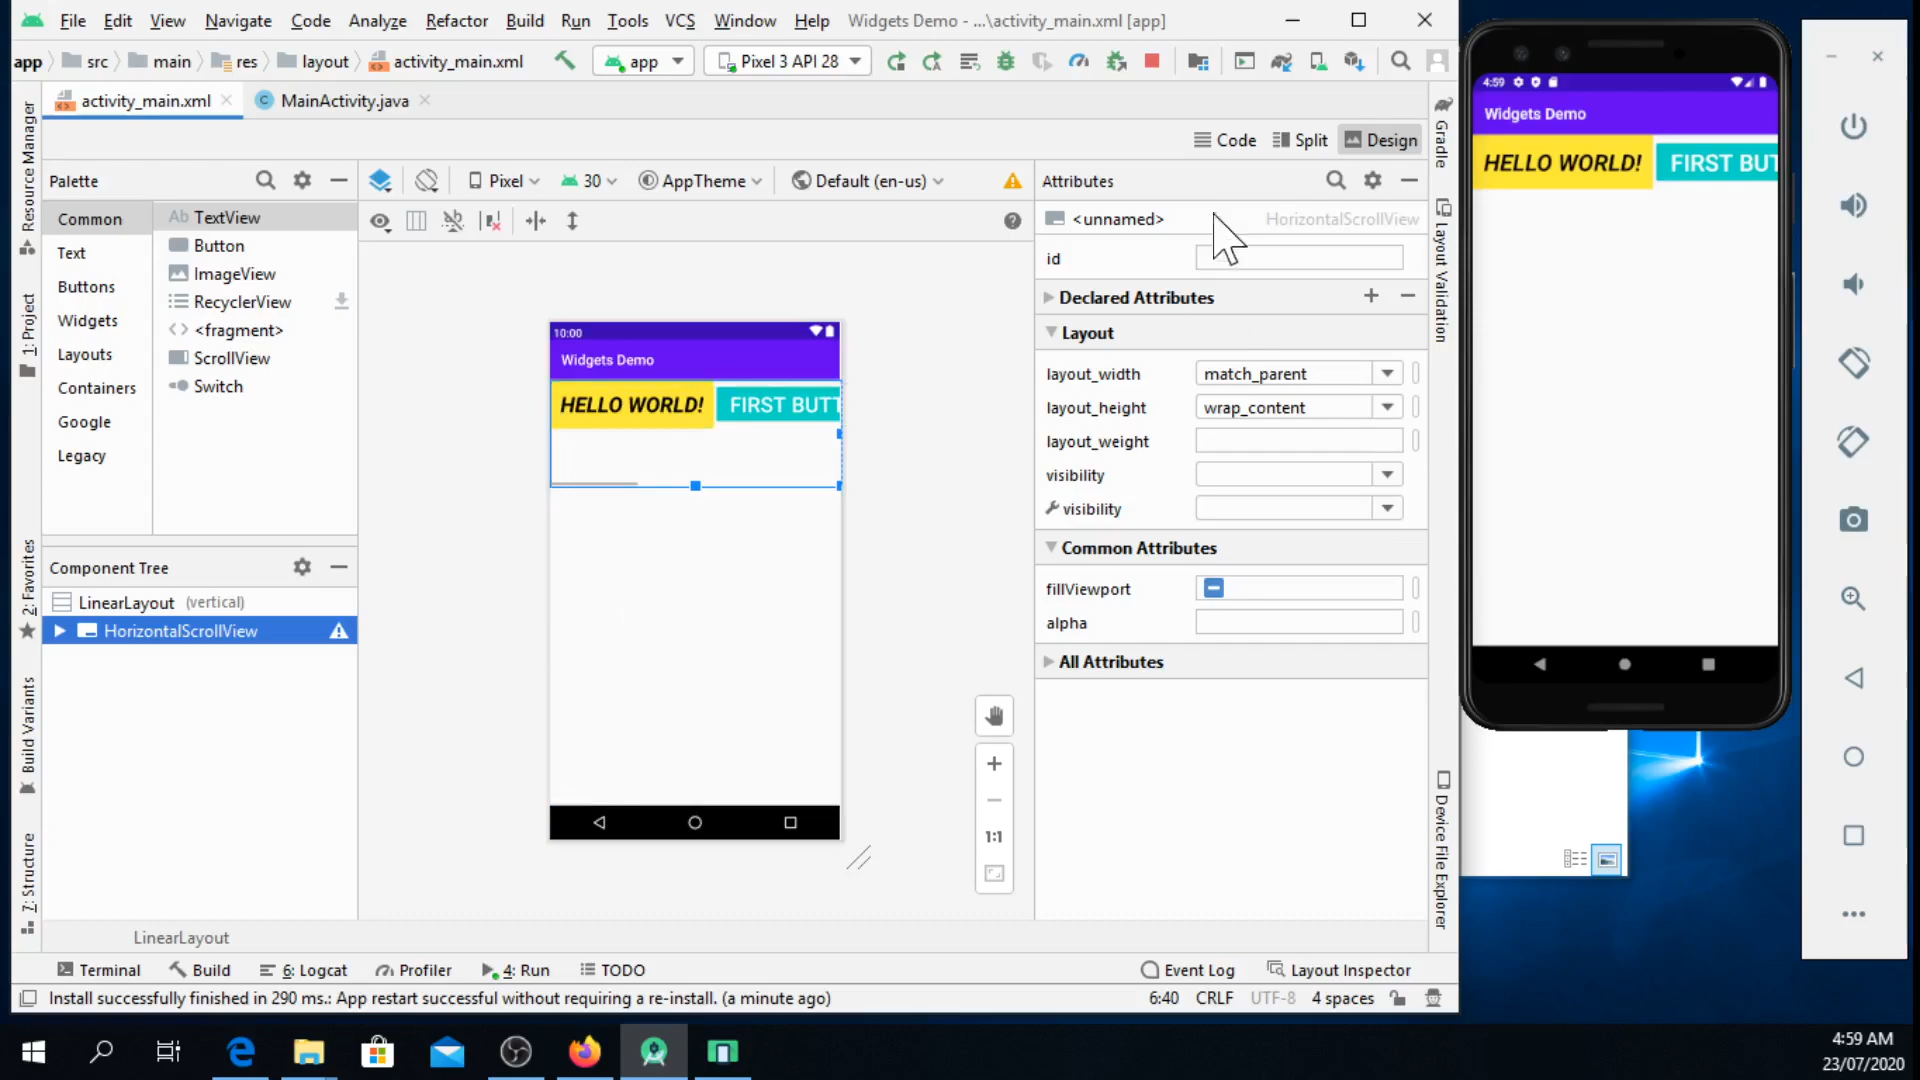 File Edit View Navigate Code Analyze Refactor Build Run Tools VCS Window Help Widgets Demo - ...\activity_main.xml [app]
app src main res layout activity_main.xml app Pixel 3 API 28
activity_main.xml MainActivity.java
Code Split Design
Palette
Common
Text
Buttons
Widgets
Layouts
Containers
Google
Legacy
Ab TextView
Button
ImageView
RecyclerView
<fragment>
ScrollView
Switch
Component Tree
LinearLayout (vertical)
HorizontalScrollView
Pixel 30 AppTheme Default (en-us)
10:00
Widgets Demo
HELLO WORLD! FIRST BUTT
1:1
Attributes
<unnamed> HorizontalScrollView
id
Declared Attributes
Layout
layout_width match_parent
layout_height wrap_content
layout_weight
visibility
visibility
Common Attributes
fillViewport
alpha
All Attributes
Resource Manager
1: Project
2: Favorites
Build Variants
7: Structure
Gradle
Layout Validation
Device File Explorer
LinearLayout
Terminal Build 6: Logcat Profiler 4: Run TODO Event Log Layout Inspector
Install successfully finished in 290 ms.: App restart successful without requiring a re-install. (a minute ago) 6:40 CRLF UTF-8 4 spaces
4:59
Widgets Demo
HELLO WORLD! FIRST BUT
4:59 AM
23/07/2020